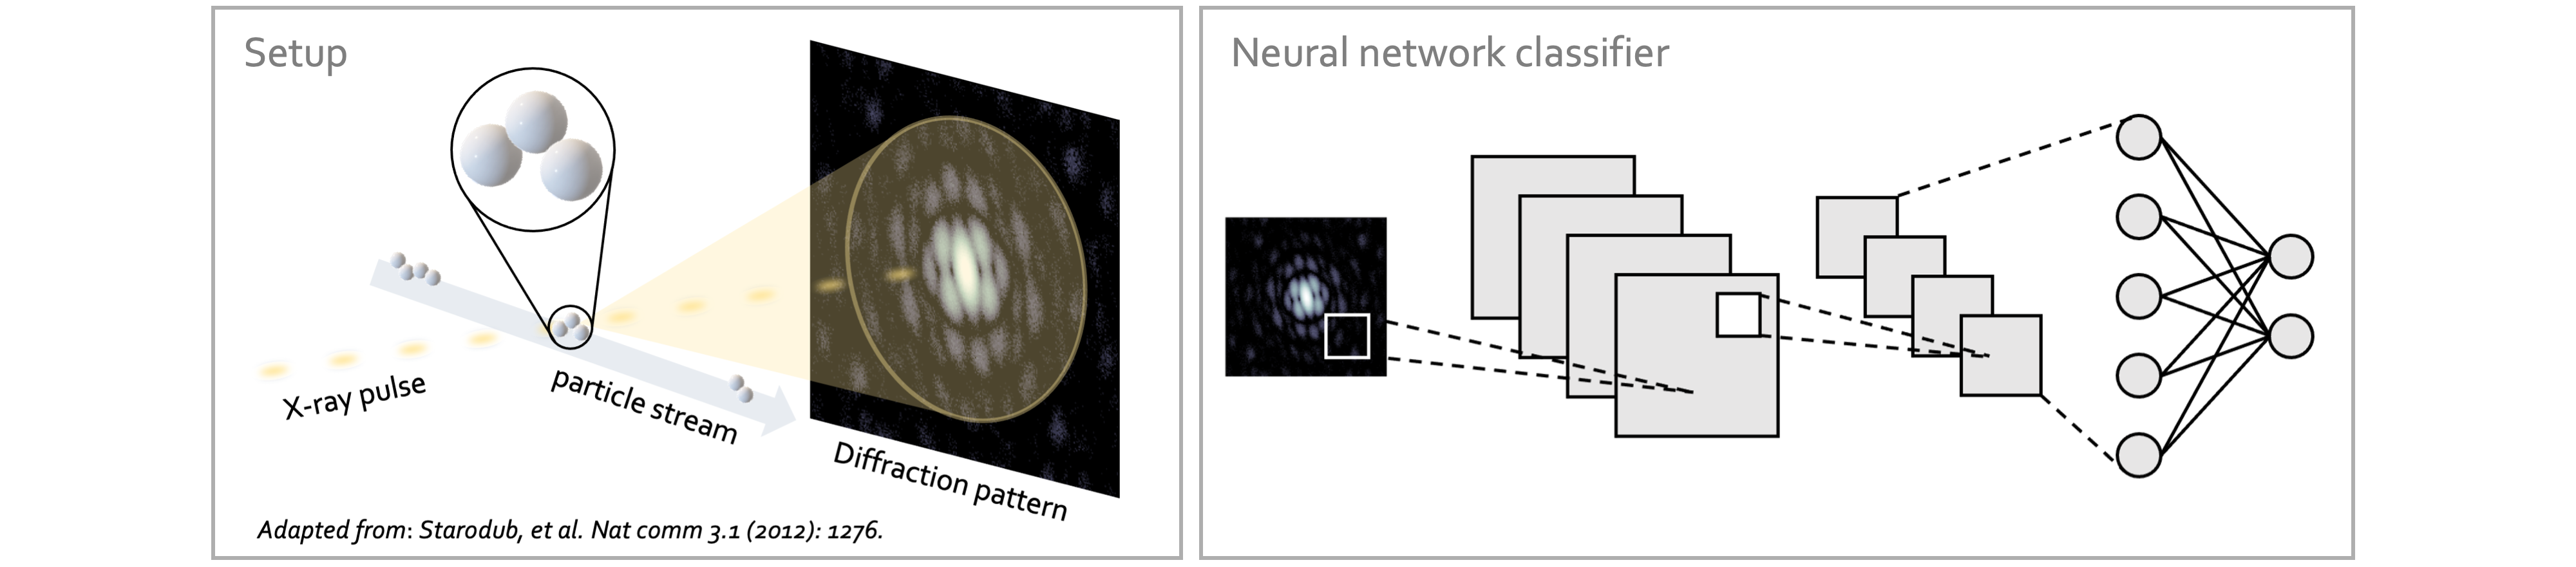 Setup
X-ray pulse
particle stream
Diffraction pattern
Adapted from: Starodub, et al. Nat comm 3.1 (2012): 1276.
Neural network classifier